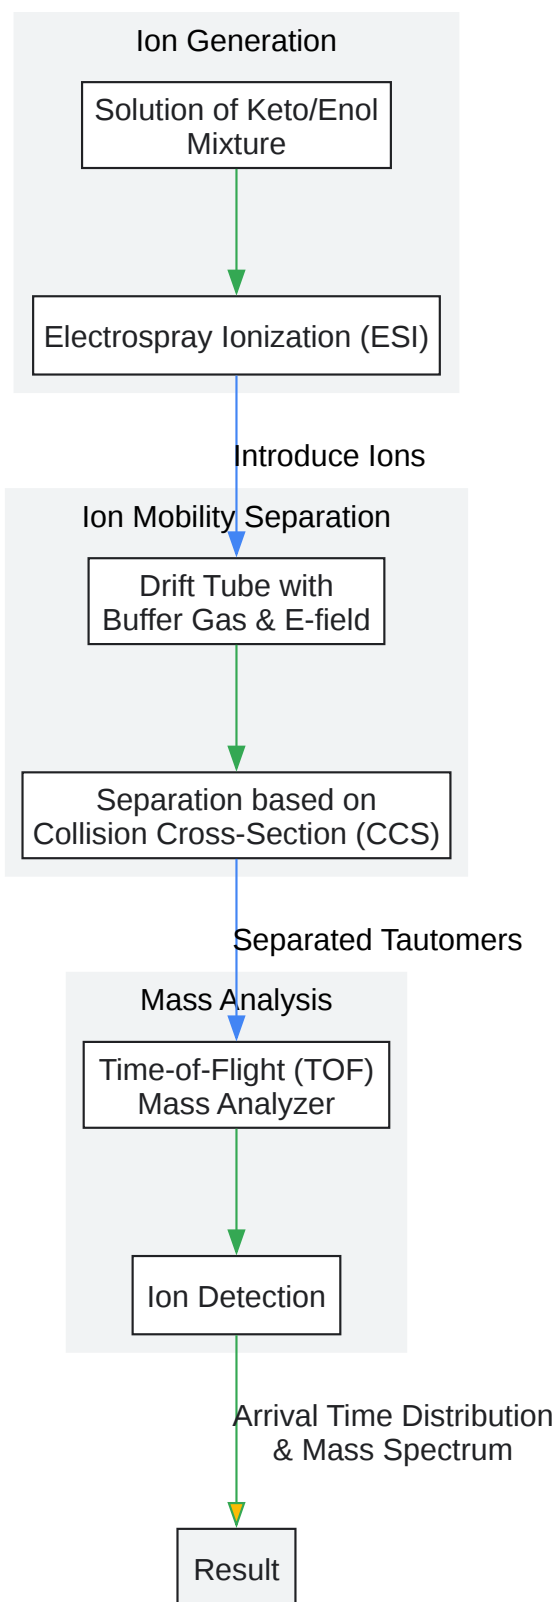 Ion Generation
Solution of Keto/Enol
Mixture
Electrospray Ionization (ESI)
Introduce Ions
Ion Mobility Separation
Drift Tube with
Buffer Gas & E-field
Separation based on
Collision Cross-Section (CCS)
Separated Tautomers
Mass Analysis
Time-of-Flight (TOF)
Mass Analyzer
Ion Detection
Arrival Time Distribution
& Mass Spectrum
Result